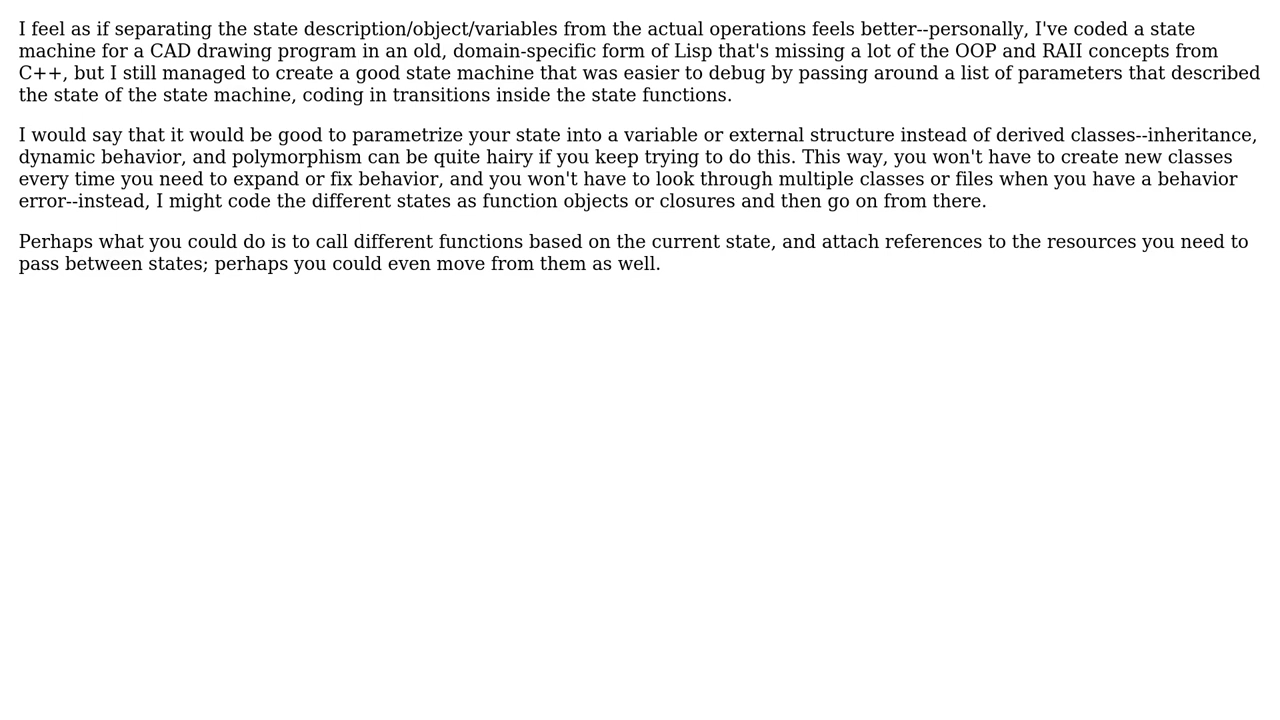 I feel as if separating the state description/object/variables from the actual operations feels better--personally, I've coded a state
machine for a CAD drawing program in an old, domain-specific form of Lisp that's missing a lot of the OOP and RAII concepts from
C++, but I still managed to create a good state machine that was easier to debug by passing around a list of parameters that described
the state of the state machine, coding in transitions inside the state functions.
I would say that it would be good to parametrize your state into a variable or external structure instead of derived classes--inheritance,
dynamic behavior, and polymorphism can be quite hairy if you keep trying to do this. This way, you won't have to create new classes
every time you need to expand or fix behavior, and you won't have to look through multiple classes or files when you have a behavior
error--instead, I might code the different states as function objects or closures and then go on from there.
Perhaps what you could do is to call different functions based on the current state, and attach references to the resources you need to
pass between states; perhaps you could even move from them as well.